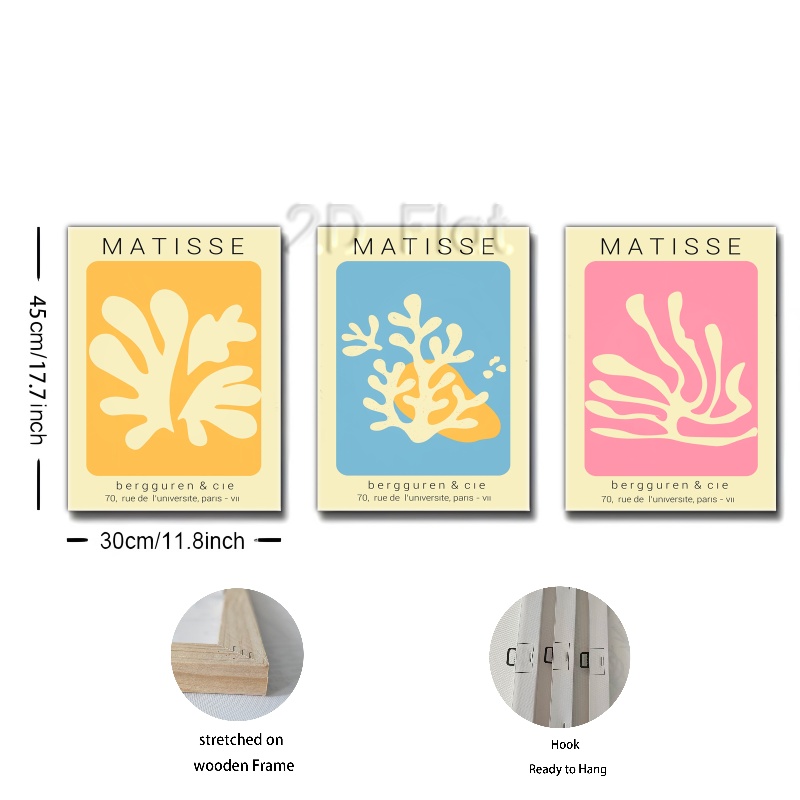 2D Flat
MATISSE
MATISSE
MATISSE
45cm/17.7inch
bergguren & cie
70, rue de l'universite, paris - vii
bergguren & cie
70, rue de l'universite, paris - vii
bergguren & cie
70, rue de l'universite, paris - vii
30cm/11.8inch
stretched on
wooden Frame
Hook
Ready to Hang